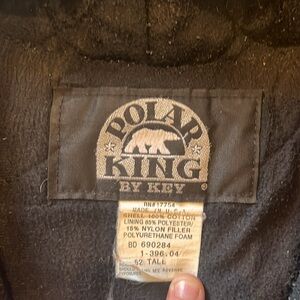 POLAR
KING
BY KEY ®
RN#17754
MADE IN U.S.A.
SHELL 100% COTTON
LINING 85% POLYESTER/
15% NYLON FILLER
POLYURETHANE FOAM
BD 690284
1-396.04/
52 TALL